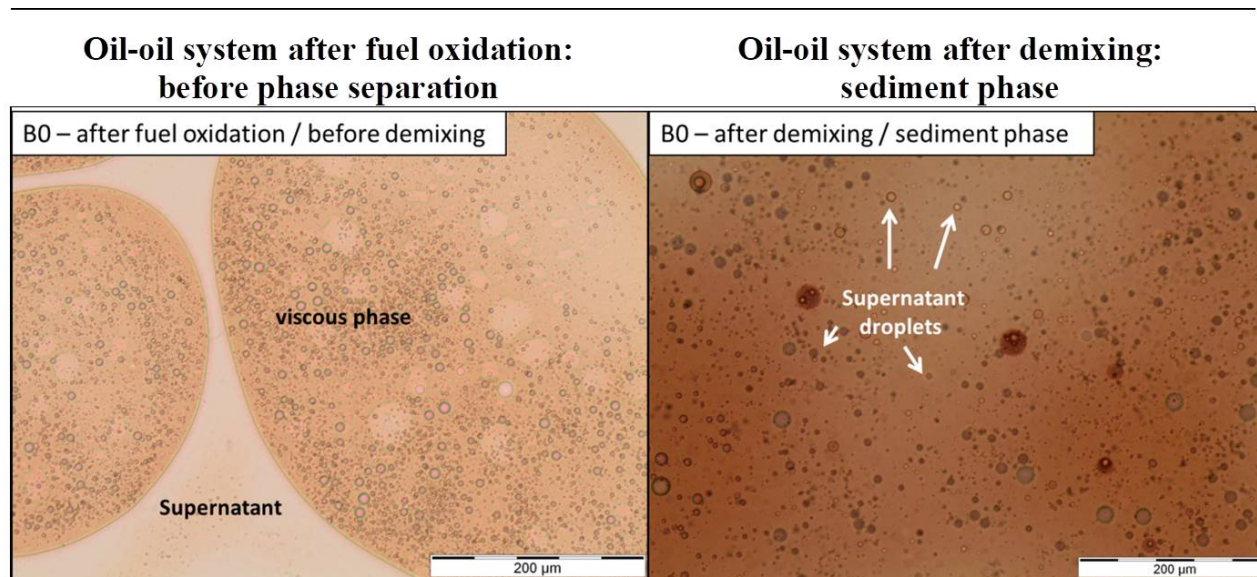 Oil-oil system after fuel oxidation:
before phase separation
Oil-oil system after demixing:
sediment phase
B0 – after fuel oxidation / before demixing
viscous phase
Supernatant
200 µm
B0 – after demixing / sediment phase
Supernatant
droplets
200 µm